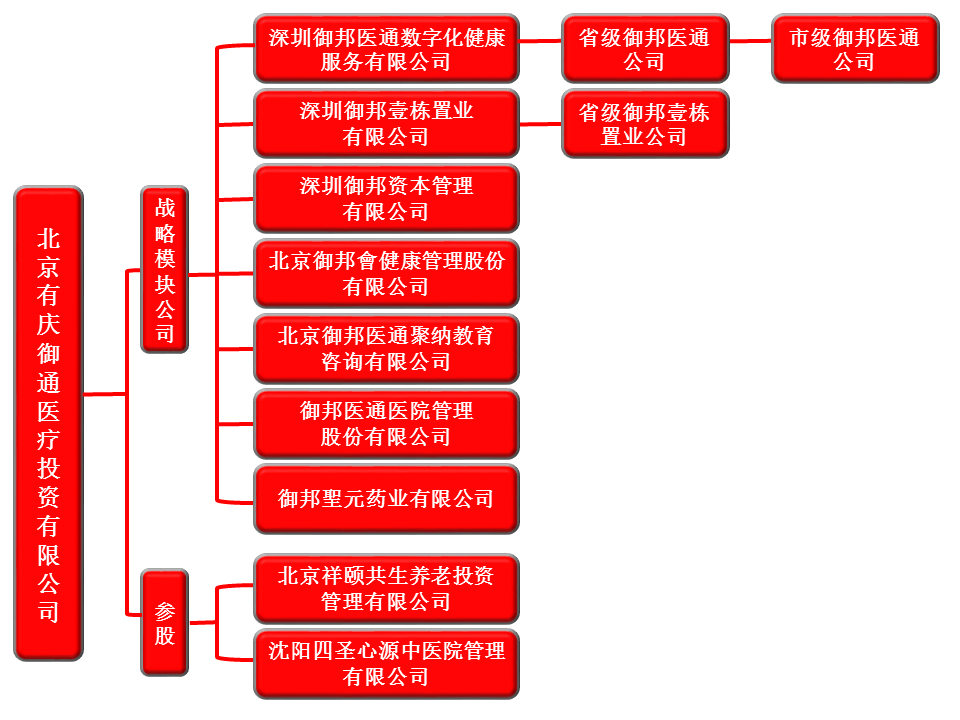 北京有庆御通医疗投资有限公司
战略模块公司
深圳御邦医通数字化健康
服务有限公司
省级御邦医通
公司
市级御邦医通
公司
深圳御邦壹栋置业
有限公司
省级御邦壹栋
置业公司
深圳御邦资本管理
有限公司
北京御邦會健康管理股份
有限公司
北京御邦医通聚纳教育
咨询有限公司
御邦医通医院管理
股份有限公司
御邦聖元药业有限公司
参股
北京祥颐共生养老投资
管理有限公司
沈阳四圣心源中医院管理
有限公司